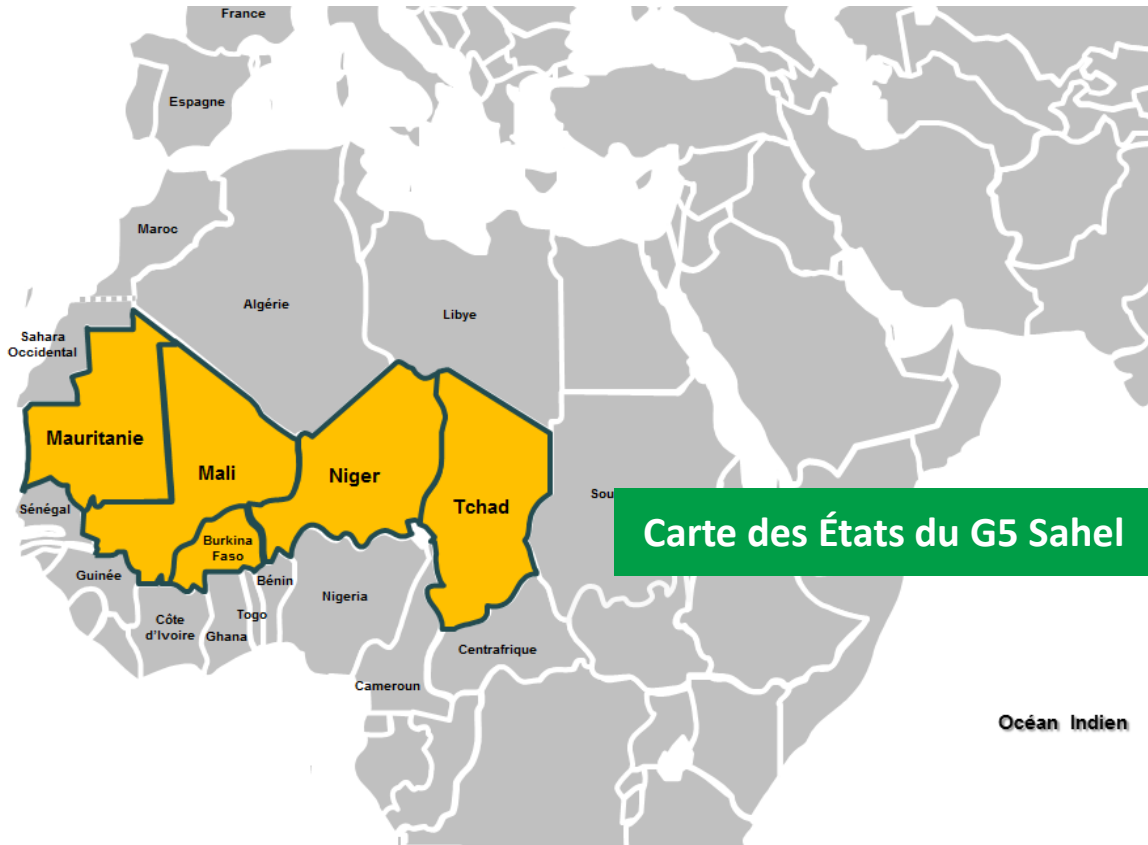 France
Espagne
Maroc
Algérie
Libye
Sahara
Occidental
Mauritanie
Mali
Niger
Tchad
Sou
Sénégal
Carte des États du G5 Sahel
Burkina
Faso
Guinée
Bénin
Nigeria
Togo
Côte
d'Ivoire
Ghana
Centrafrique
Cameroun
Océan Indien